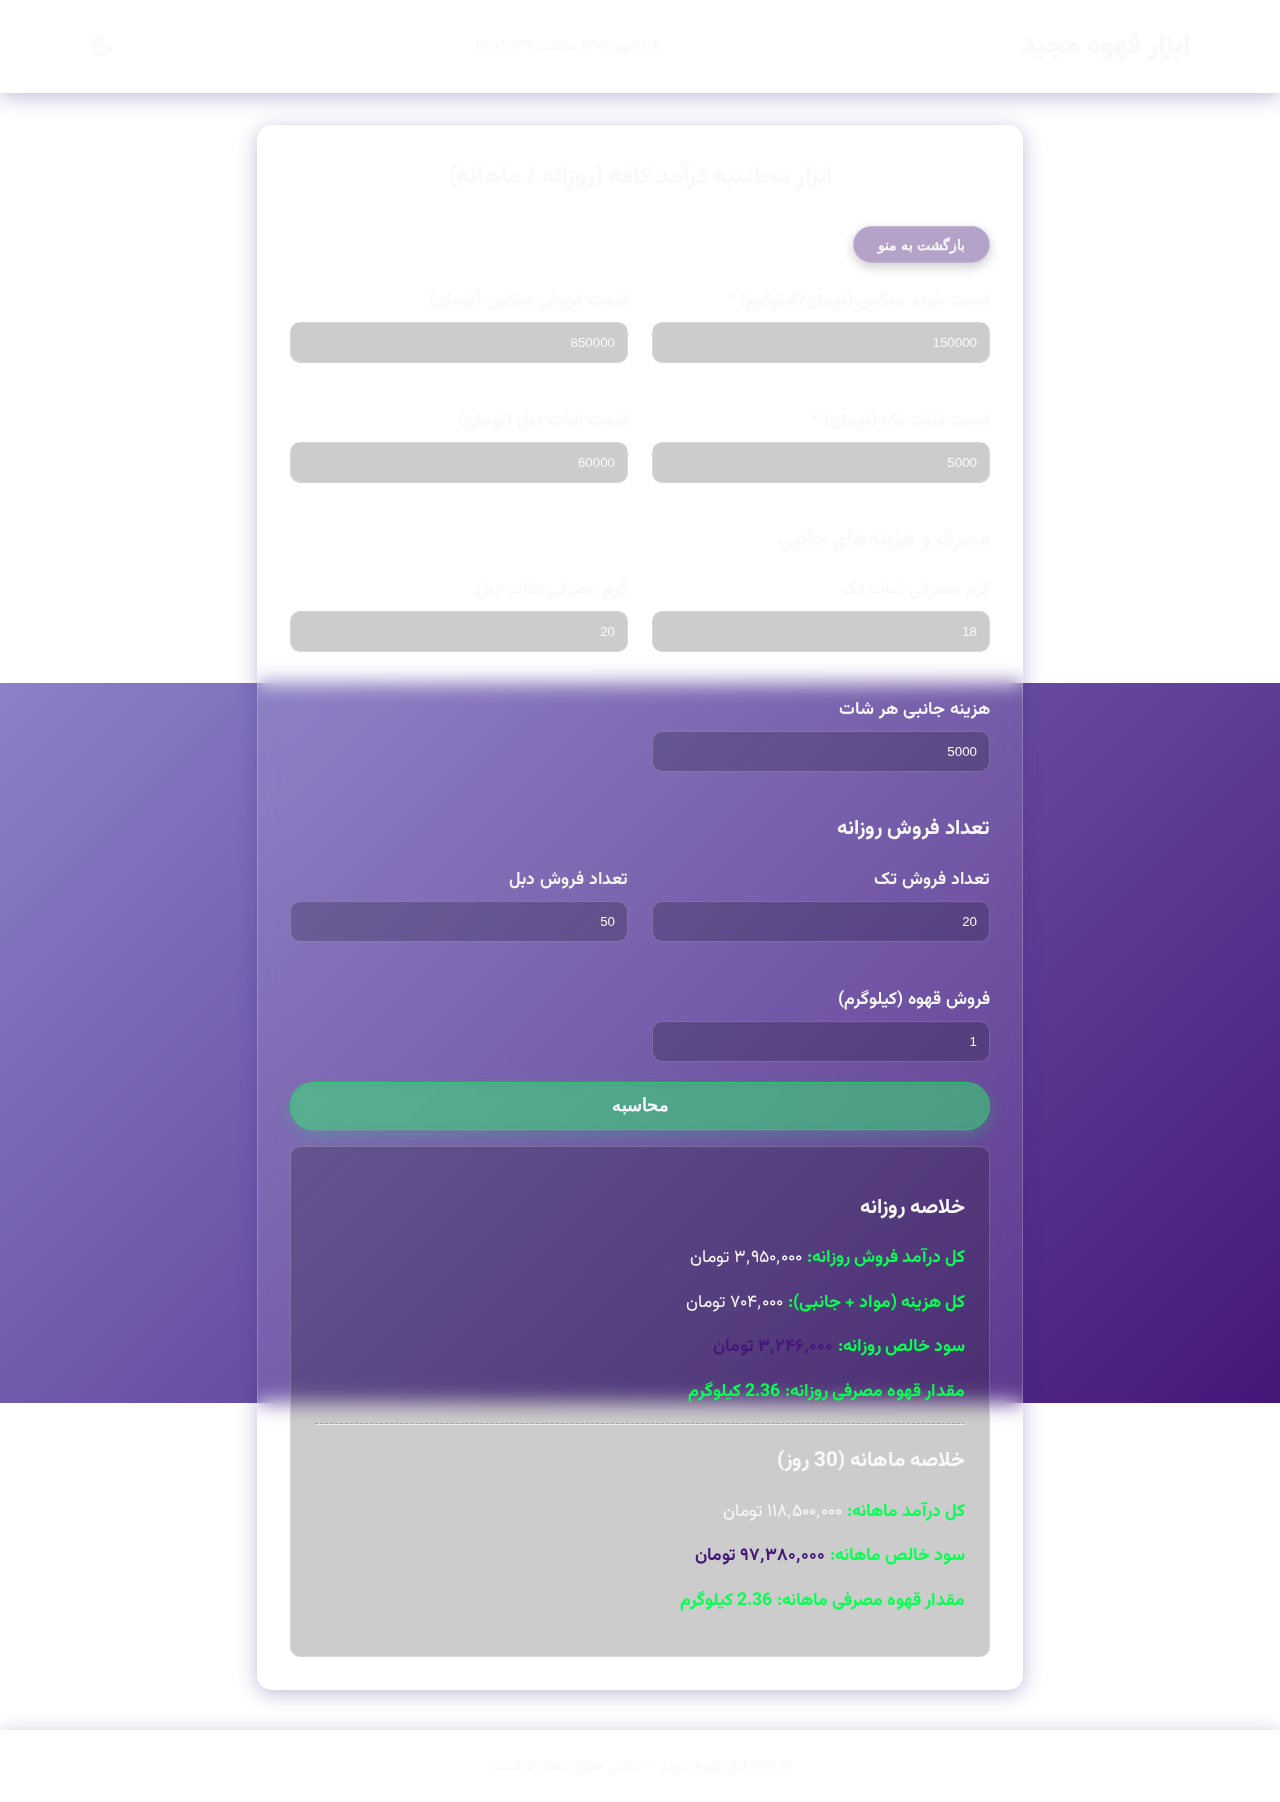 ابزار قهوه مجید
۲۸ مهر ۱۴۰۴ ساعت
ابزار محاسبه درآمد کافه (روزانه / ماهانه)
بازگشت به منو
قیمت خرید میکس (تومان/کیلوگرم) *
قیمت فروش میکس (تومان)
150000
850000
قیمت شات تک (تومان) *
قیمت شات دبل (تومان)
5000
60000
مصرف و هزینه‌های جانبی
گرم مصرفی شات تک
گرم مصرفی شات دبل
18
20
هزینه جانبی هر شات
5000
تعداد فروش روزانه
تعداد فروش تک
تعداد فروش دبل
20
50
فروش قهوه (کیلوگرم)
1
محاسبه
خلاصه روزانه
کل درآمد فروش روزانه: ۳,۹۵۰,۰۰۰ تومان
کل هزینه (مواد + جانبی): ۷۰۴,۰۰۰ تومان
سود خالص روزانه: ۳,۲۴۶,۰۰۰ تومان
مقدار قهوه مصرفی روزانه: 2.36 کیلوگرم
خلاصه ماهانه (30 روز)
کل درآمد ماهانه: ۱۱۸,۵۰۰,۰۰۰ تومان
سود خالص ماهانه: ۹۷,۳۸۰,۰۰۰ تومان
مقدار قهوه مصرفی ماهانه: 2.36 کیلوگرم
© ۱۴۰۴ ابزار قهوه مجید — تمامی حقوق محفوظ است.